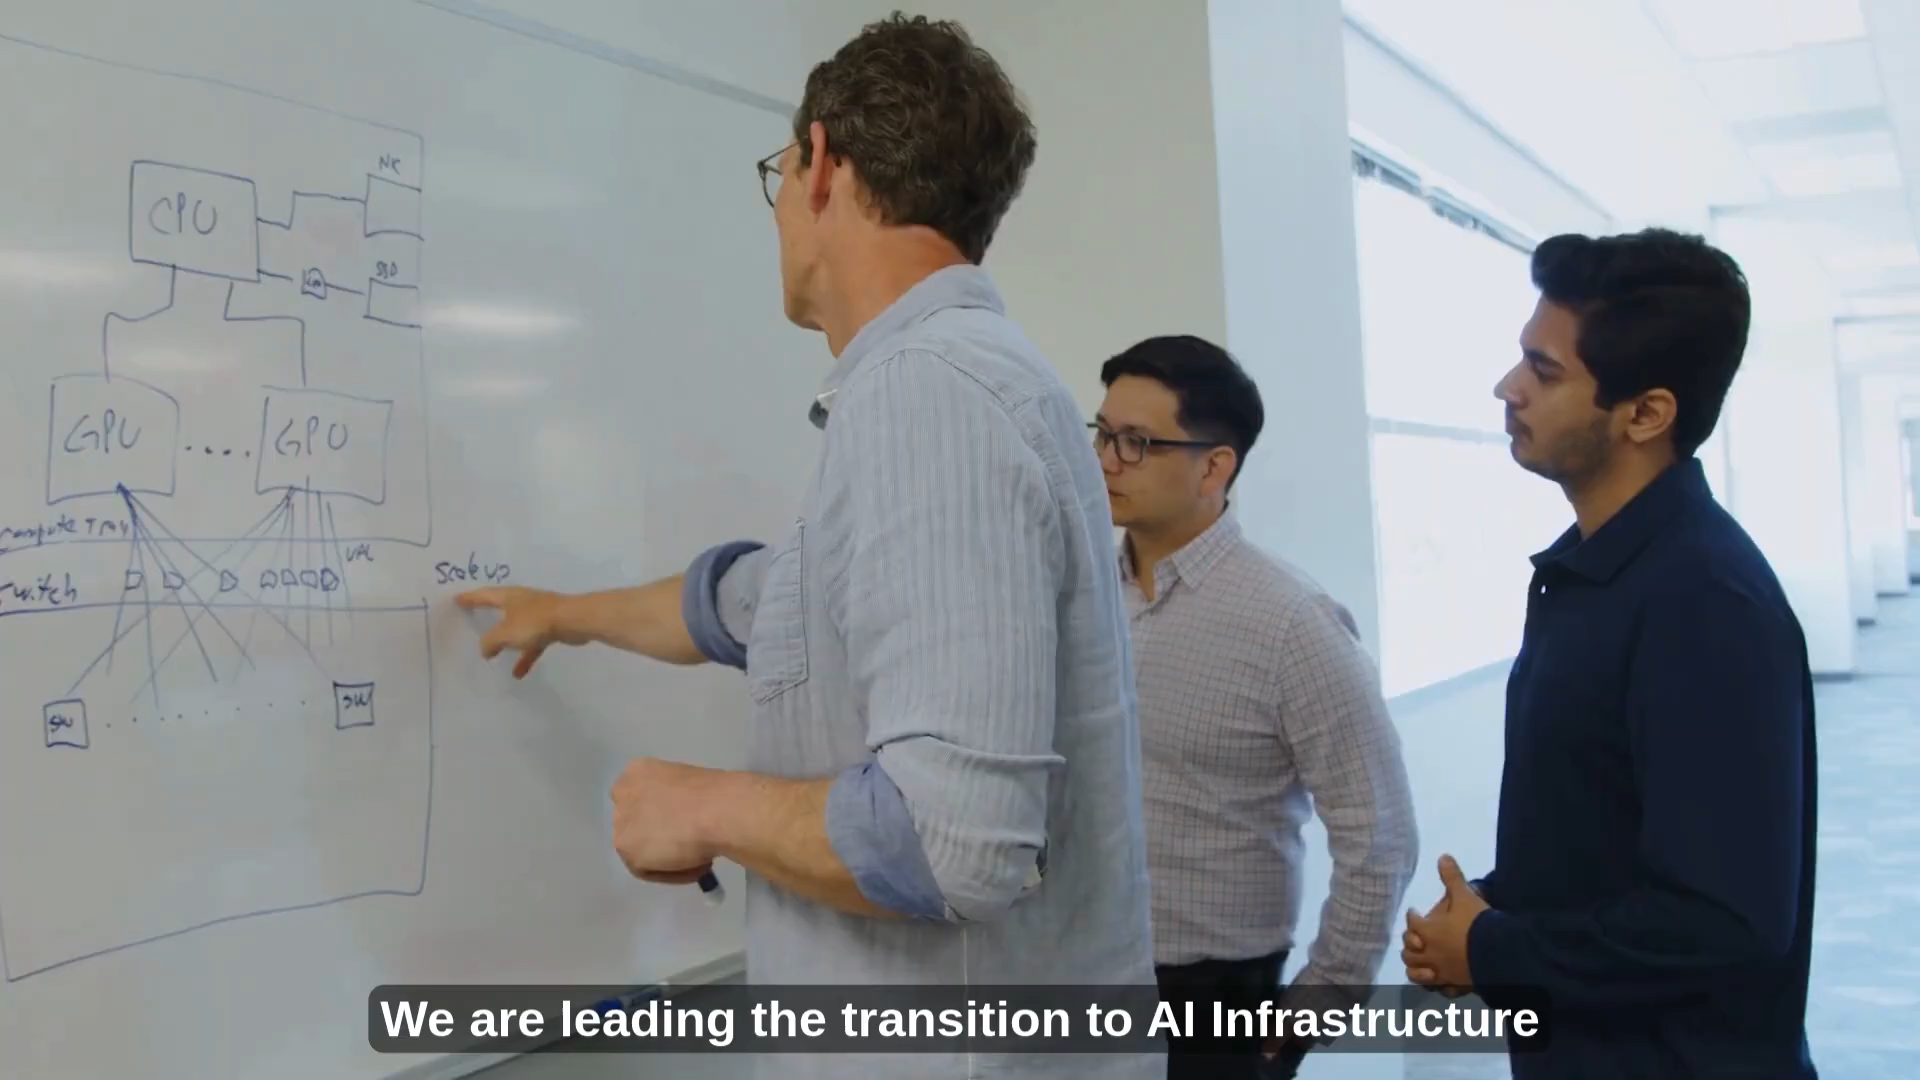 NIC
CPU
SSD
GPU
....
GPU
Compute Tray
UAL
Switch
scale up
SW
SW
We are leading the transition to AI Infrastructure